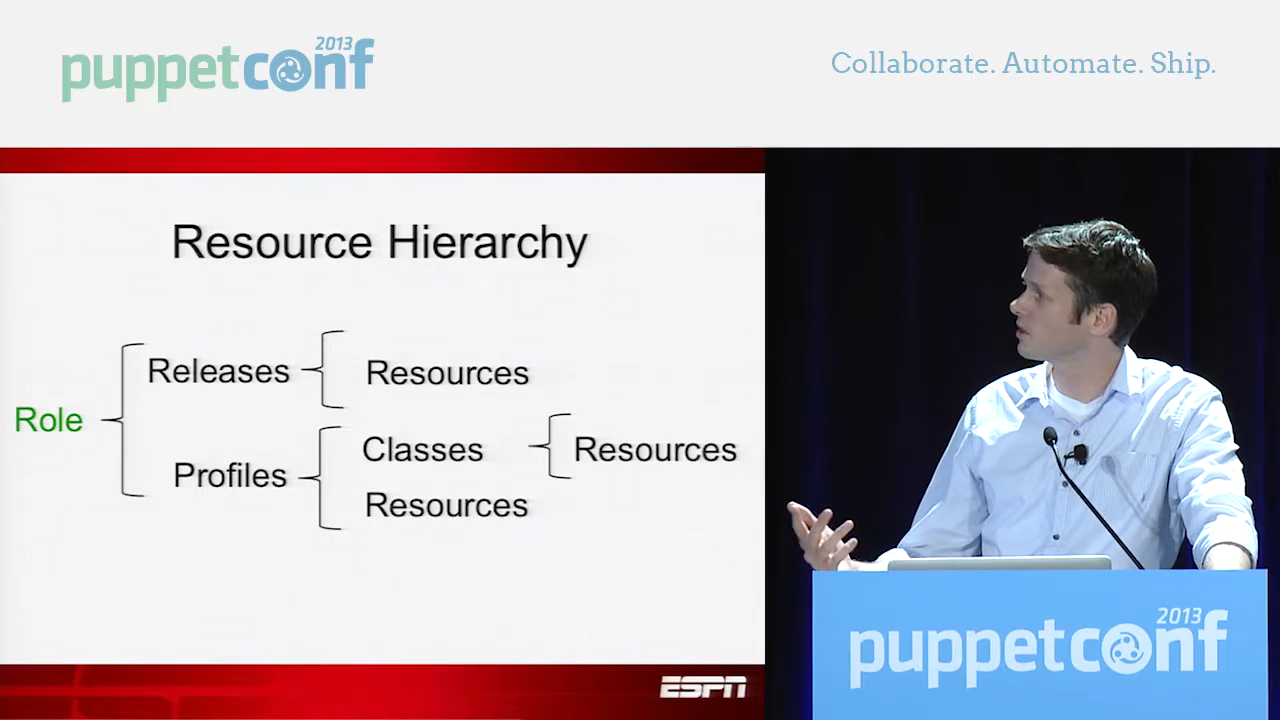 2013
puppetconf
Collaborate. Automate. Ship.
Resource Hierarchy
Role
Releases
Resources
Profiles
Classes
Resources
Resources
ESPN
2013
puppetconf